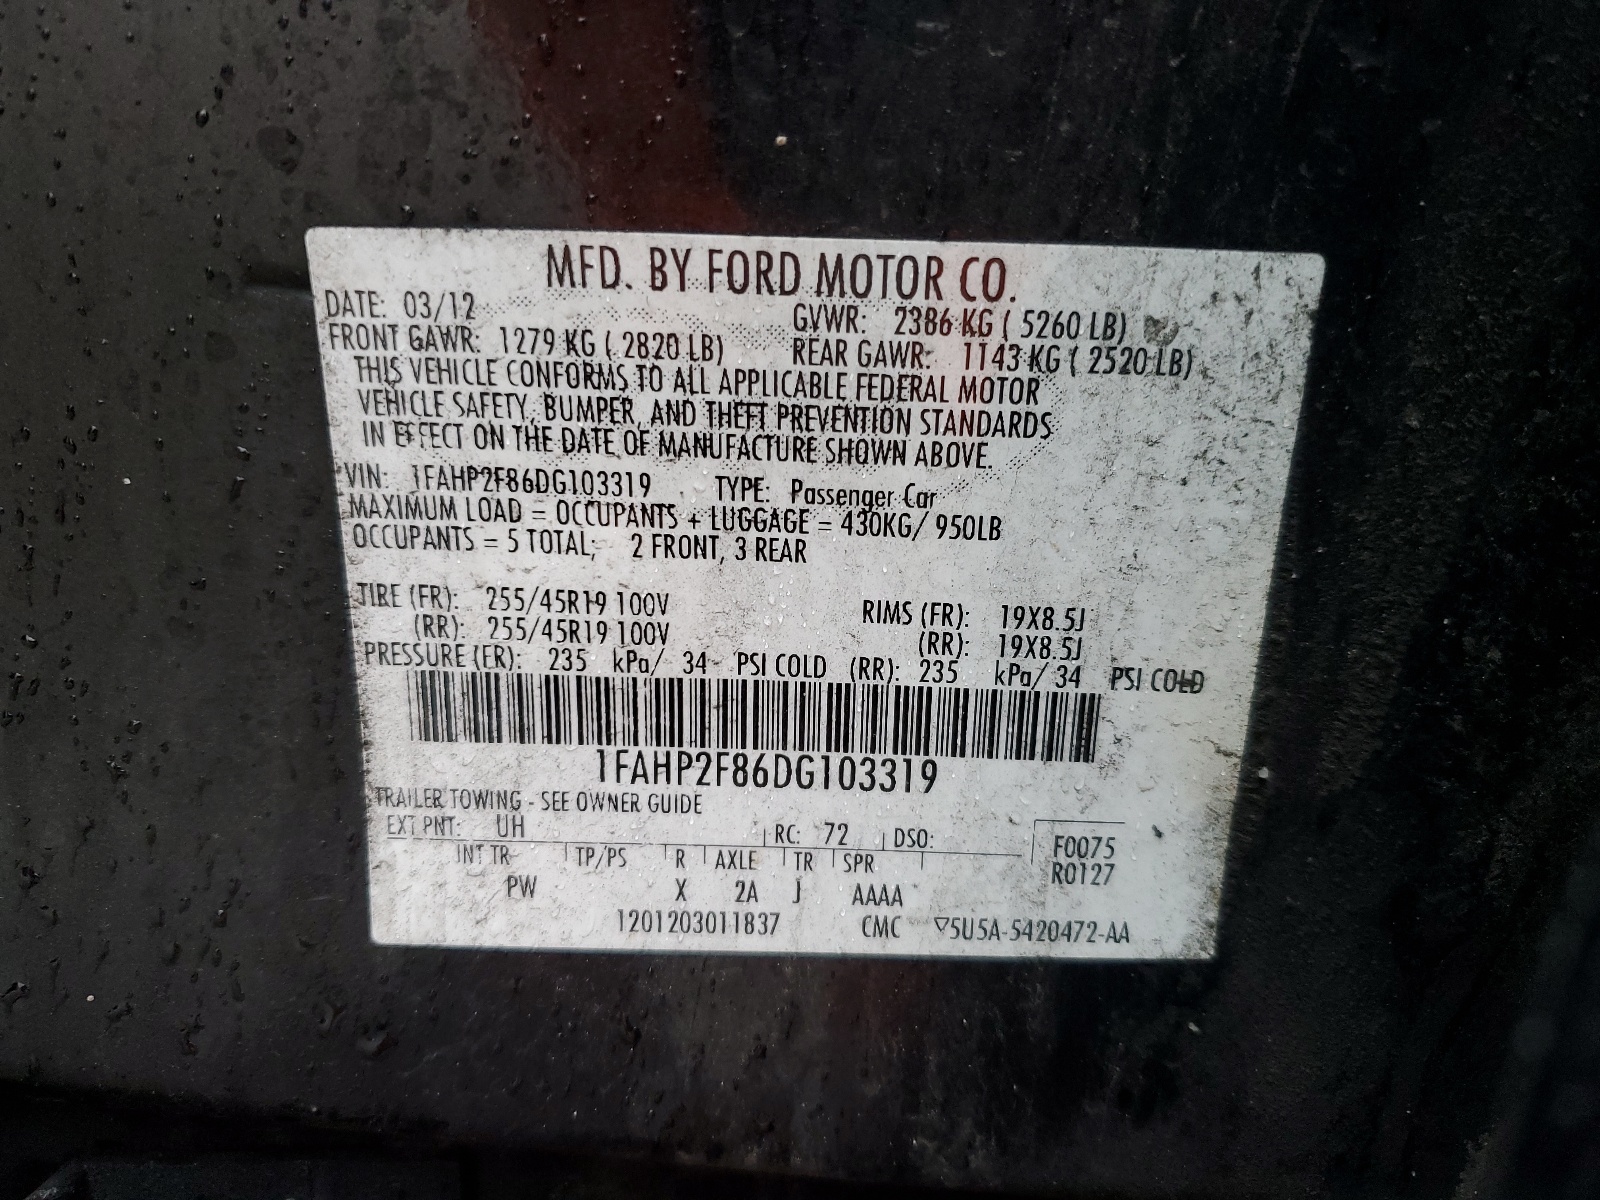 MFD. BY FORD MOTOR CO.
DATE: 03/12 GVWR: 2386 KG ( 5260 LB)
FRONT GAWR: 1279 KG ( 2820 LB) REAR GAWR: 1143 KG ( 2520 LB)
THIS VEHICLE CONFORMS TO ALL APPLICABLE FEDERAL MOTOR
VEHICLE SAFETY, BUMPER, AND THEFT PREVENTION STANDARDS
IN EFFECT ON THE DATE OF MANUFACTURE SHOWN ABOVE.
VIN: 1FAHP2F86DG103319 TYPE: Passenger Car
MAXIMUM LOAD = OCCUPANTS + LUGGAGE = 430KG/ 950LB
OCCUPANTS = 5 TOTAL; 2 FRONT, 3 REAR
TIRE (FR): 255/45R19 100V RIMS (FR): 19X8.5J
(RR): 255/45R19 100V (RR): 19X8.5J
PRESSURE (FR): 235 kPa/ 34 PSI COLD (RR): 235 kPa/ 34 PSI COLD
1FAHP2F86DG103319
TRAILER TOWING - SEE OWNER GUIDE
EXT PNT: UH RC: 72 DSO: F0075
INT TR TP/PS R AXLE TR SPR R0127
PW X 2A J AAAA
1201203011837 CMC ▽5U5A-5420472-AA